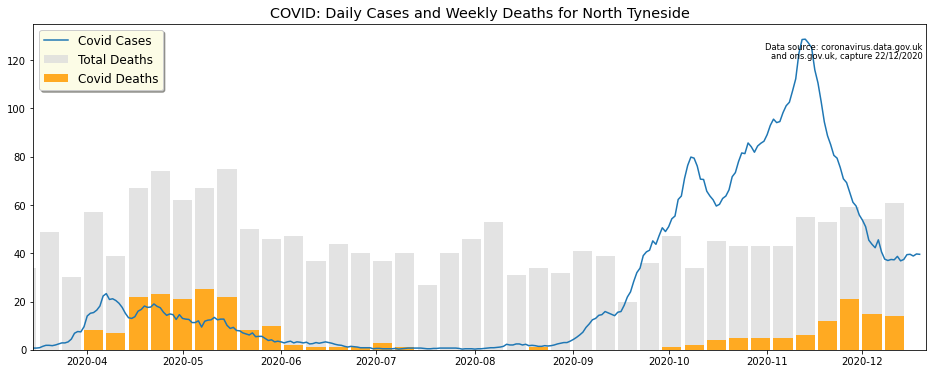 COVID: Daily Cases and Weekly Deaths for North Tyneside
Covid Cases
Total Deaths
Covid Deaths
Data source: coronavirus.data.gov.uk
and ons.gov.uk, capture 22/12/2020
120
100
80
60
40
20
0
2020-04 2020-05 2020-06 2020-07 2020-08 2020-09 2020-10 2020-11 2020-12